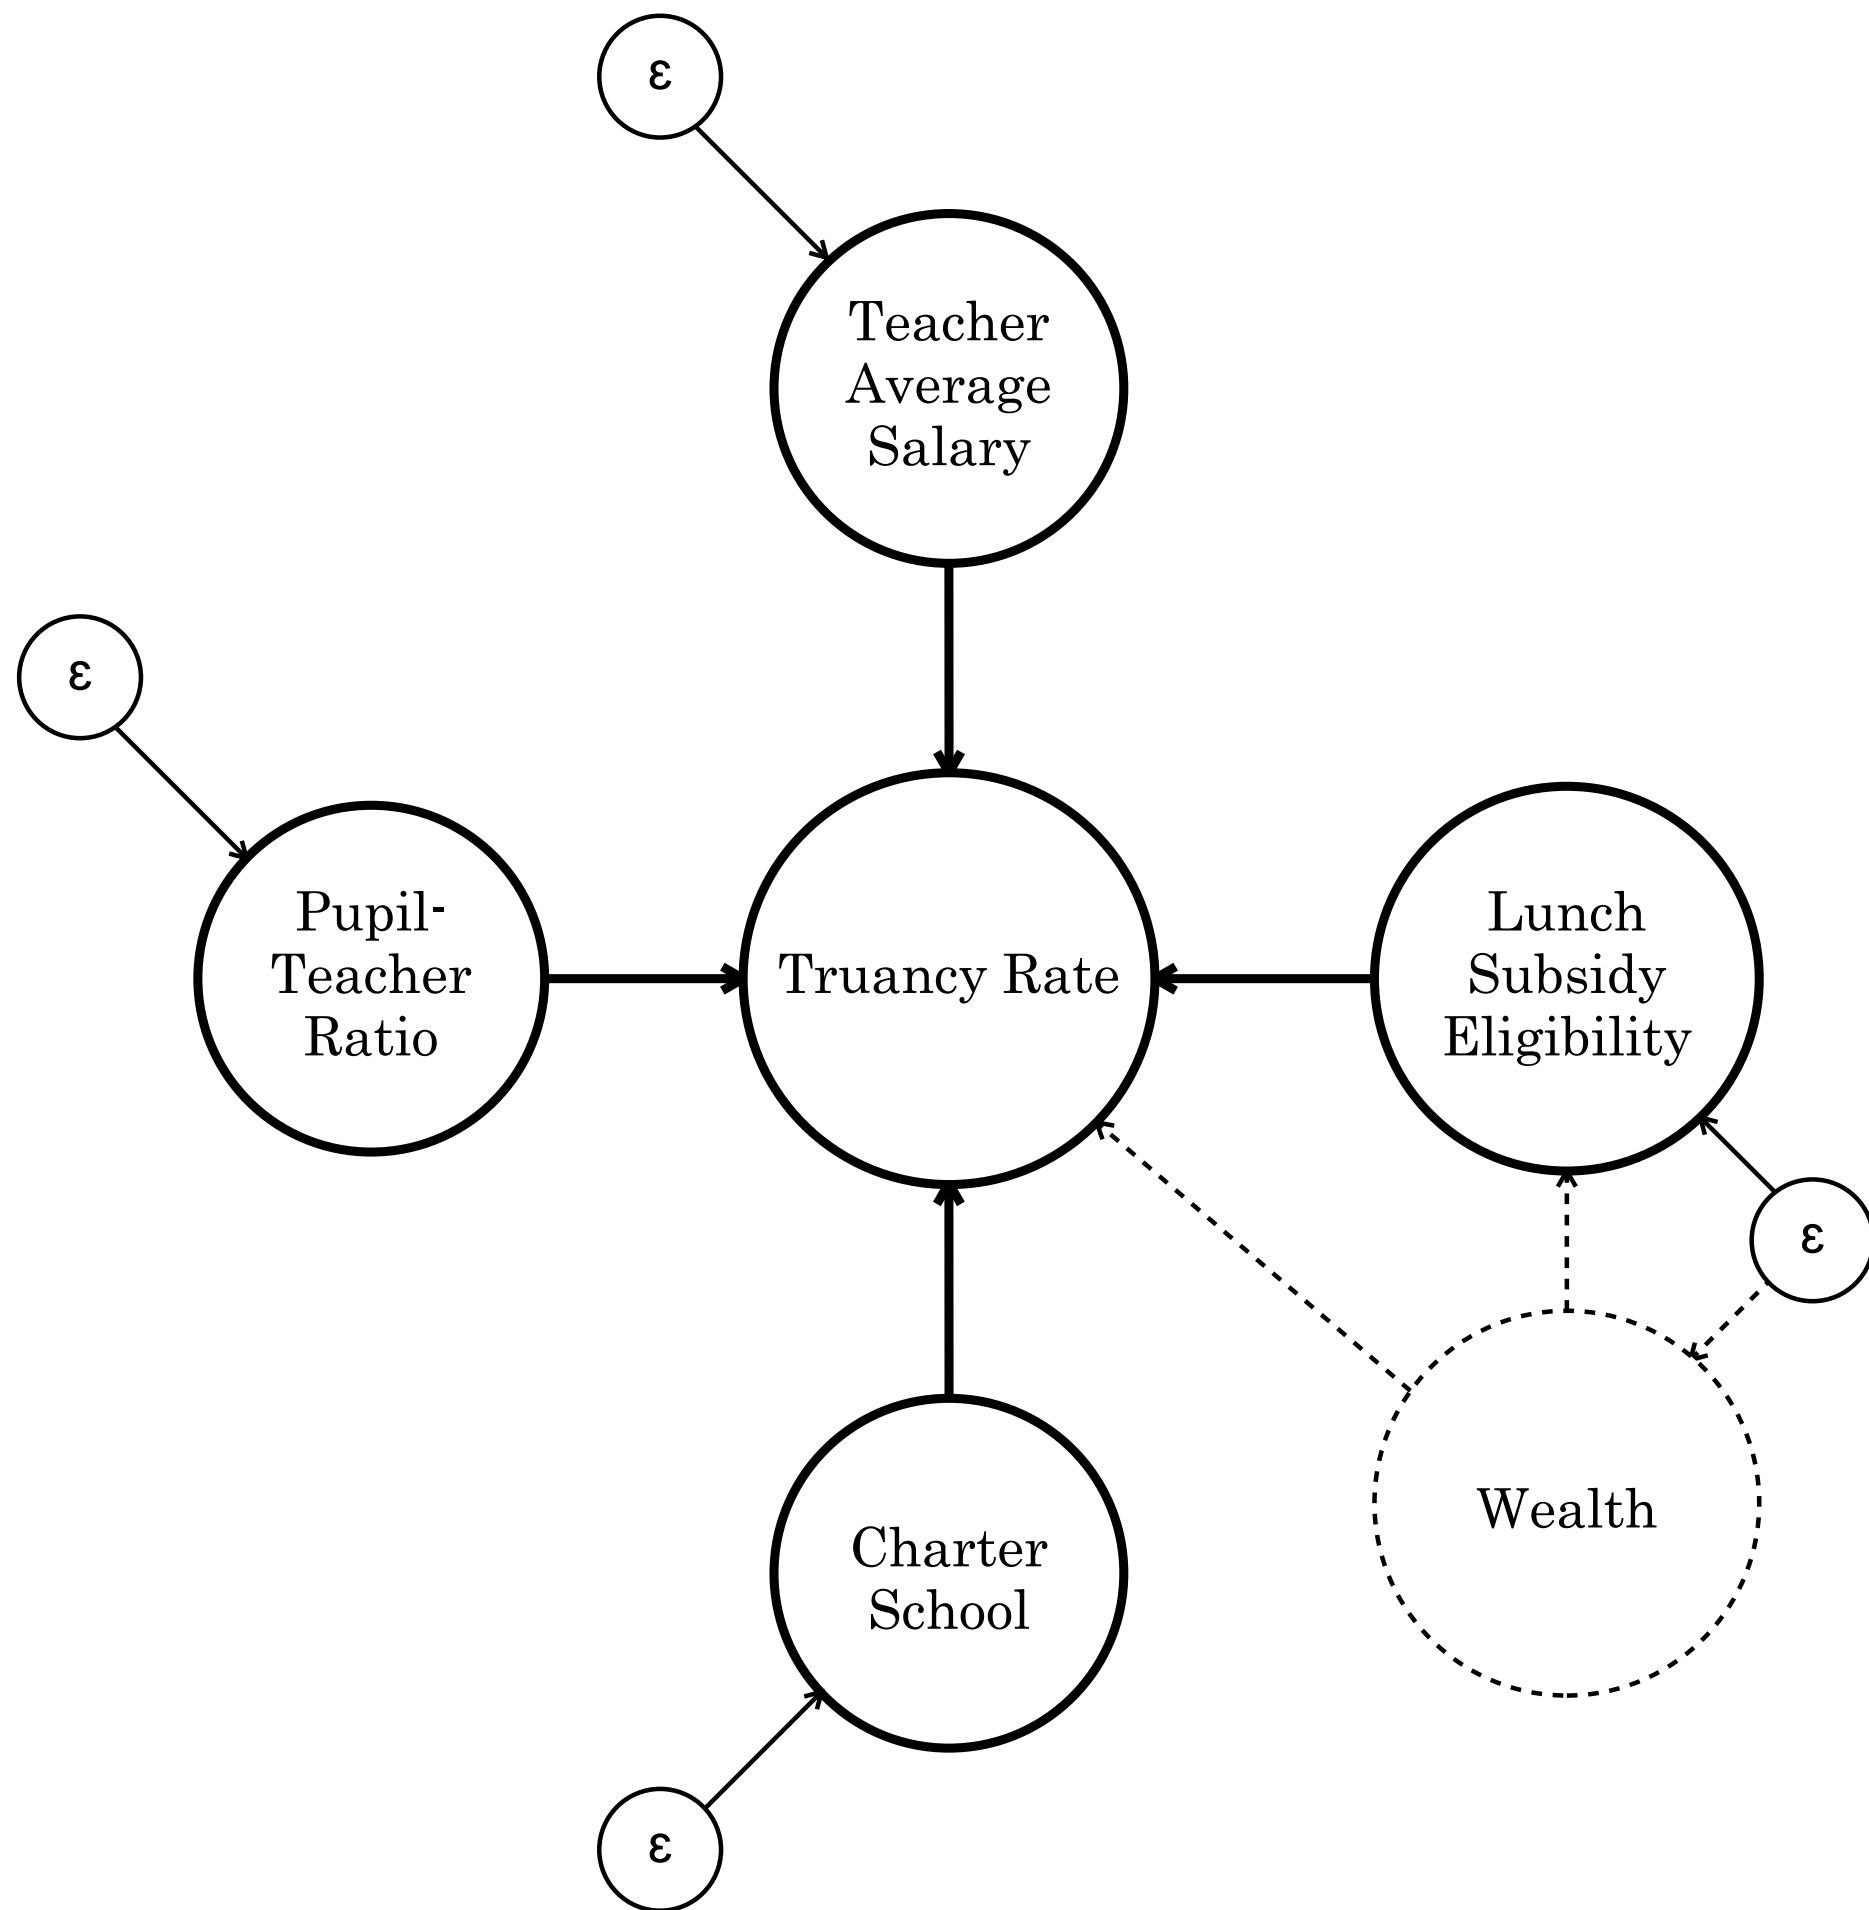 ε
Teacher
Average
Salary
ε
Pupil-
Teacher
Ratio
Truancy Rate
Lunch
Subsidy
Eligibility
ε
Wealth
Charter
School
ε